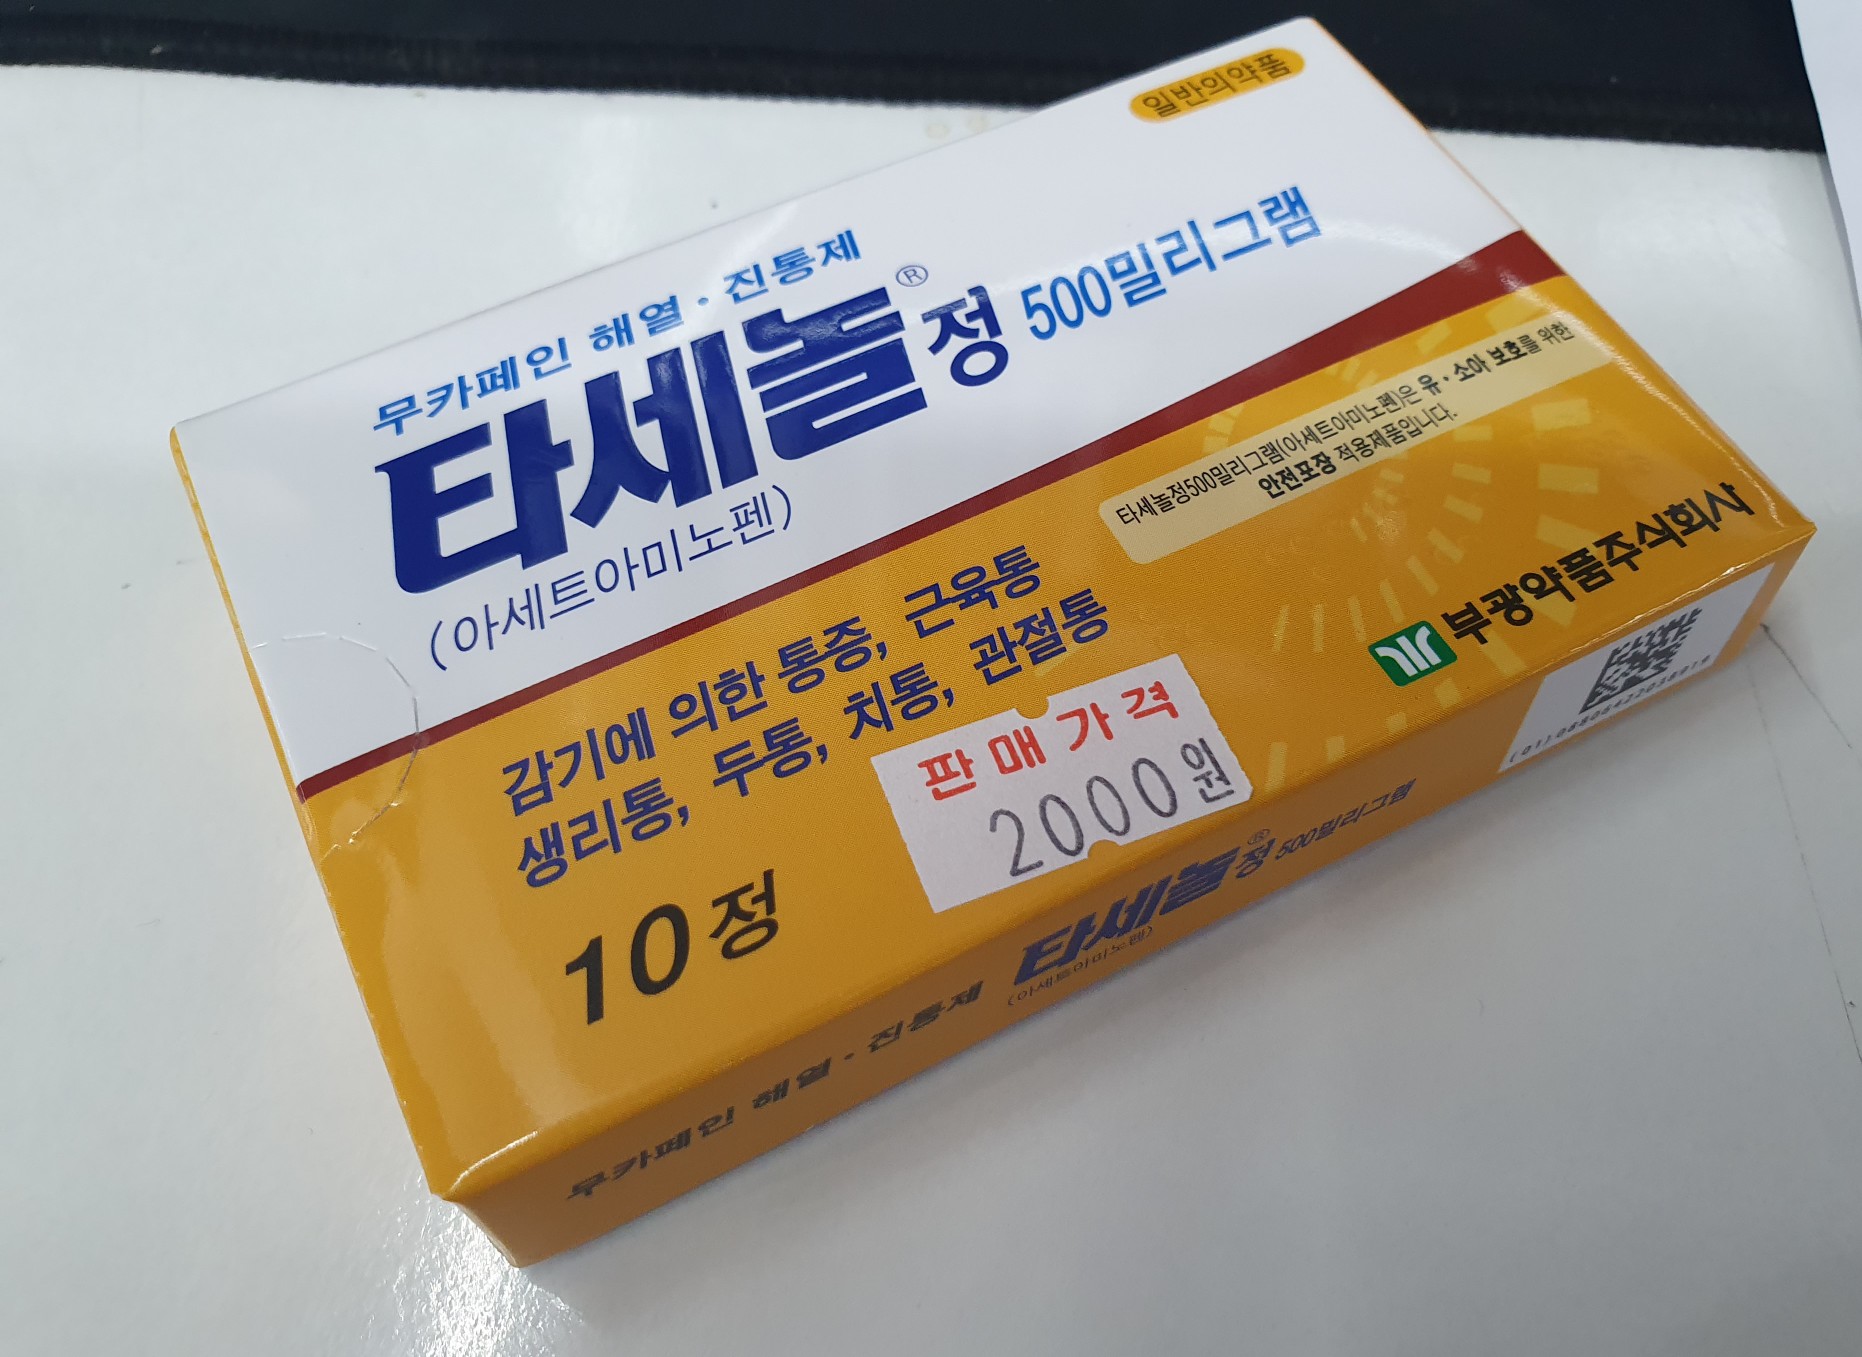 일반의약품
무카페인 해열·진통제
타세놀®정 500밀리그램
(아세트아미노펜)
타세놀정500밀리그램(아세트아미노펜)은 유·소아 보호를 위한
안전포장 적용제품입니다.
감기에 의한 통증, 근육통
생리통, 두통, 치통, 관절통
판매가격
2000원
10정
부광약품주식회사
무카페인 해열·진통제
타세놀®정 500밀리그램
(아세트아미노펜)